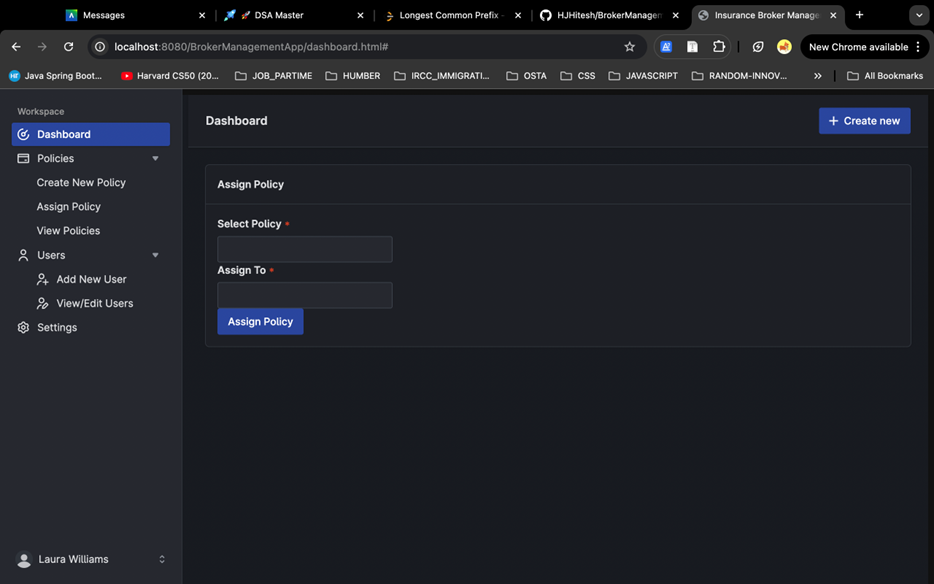 Messages
DSA Master
Longest Common Prefix
HJHitesh/BrokerManagem
Insurance Broker Manage
localhost:8080/BrokerManagementApp/dashboard.html#
New Chrome available
Java Spring Boot...
Harvard CS50 (20...
JOB_PARTIME
HUMBER
IRCC_IMMIGRATI...
OSTA
CSS
JAVASCRIPT
RANDOM-INNOV...
»
All Bookmarks
Workspace
Dashboard
Policies
Create New Policy
Assign Policy
View Policies
Users
Add New User
View/Edit Users
Settings
Laura Williams
Dashboard
+ Create new
Assign Policy
Select Policy *
Assign To *
Assign Policy